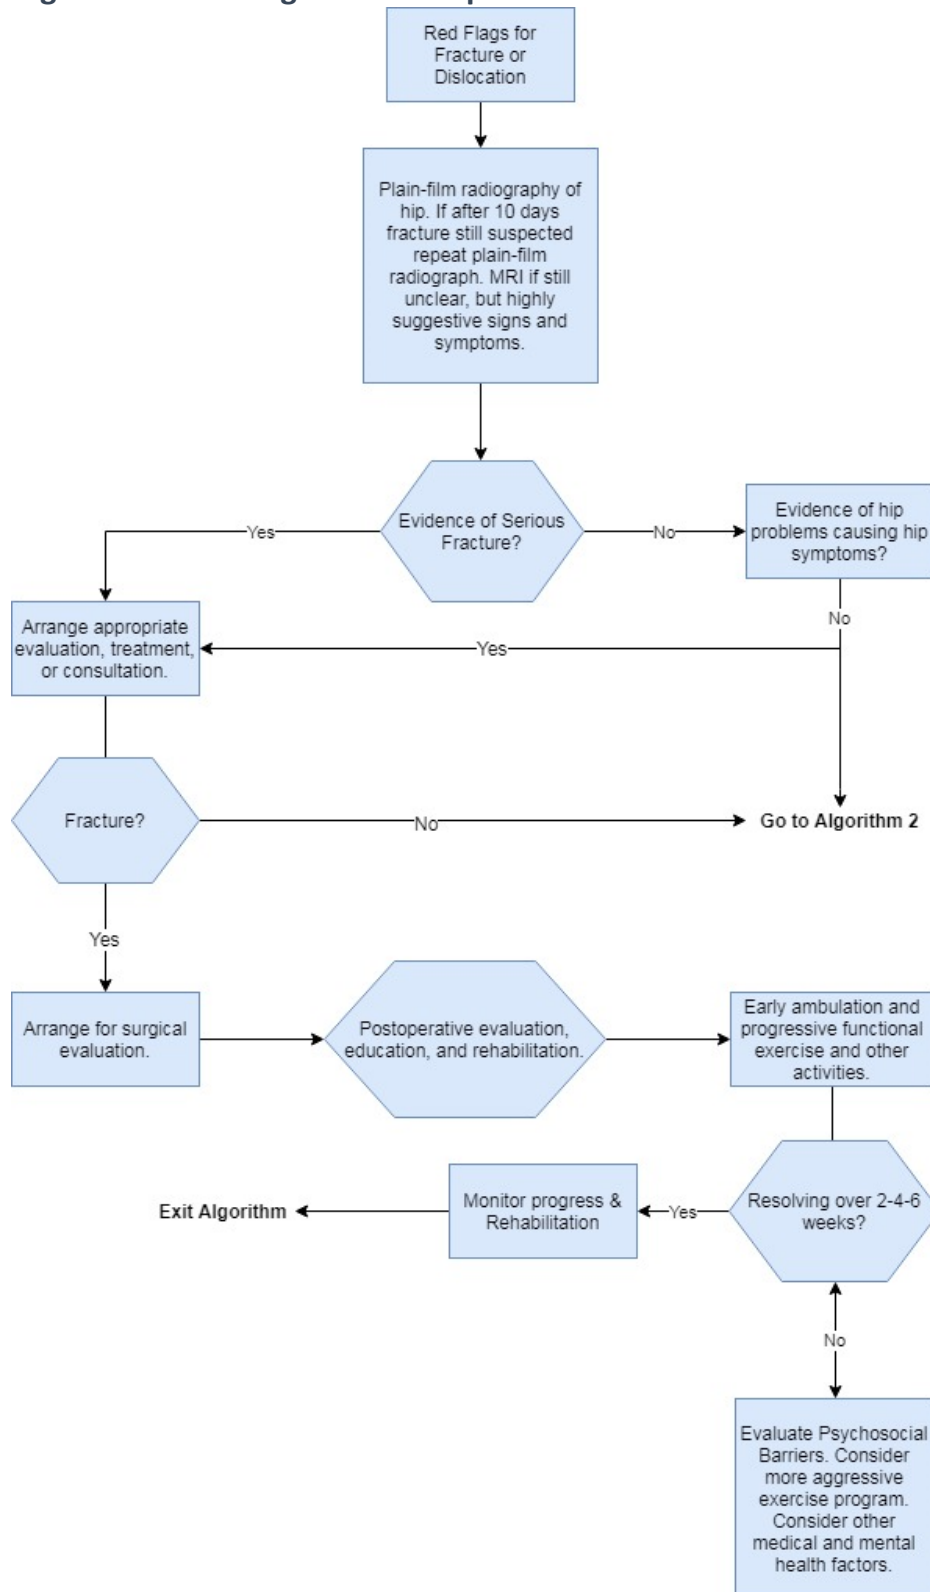 Red Flags for
Fracture or
Dislocation
Plain-film radiography of
hip. If after 10 days
fracture still suspected
repeat plain-film
radiograph. MRI if still
unclear, but highly
suggestive signs and
symptoms.
Evidence of Serious
Fracture?
Yes
No
Evidence of hip
problems causing hip
symptoms?
No
Yes
Arrange appropriate
evaluation, treatment,
or consultation.
Fracture?
No
Go to Algorithm 2
Yes
Arrange for surgical
evaluation.
Postoperative evaluation,
education, and rehabilitation.
Early ambulation and
progressive functional
exercise and other
activities.
Resolving over 2-4-6
weeks?
Yes
Monitor progress &
Rehabilitation
Exit Algorithm
No
Evaluate Psychosocial
Barriers. Consider
more aggressive
exercise program.
Consider other
medical and mental
health factors.